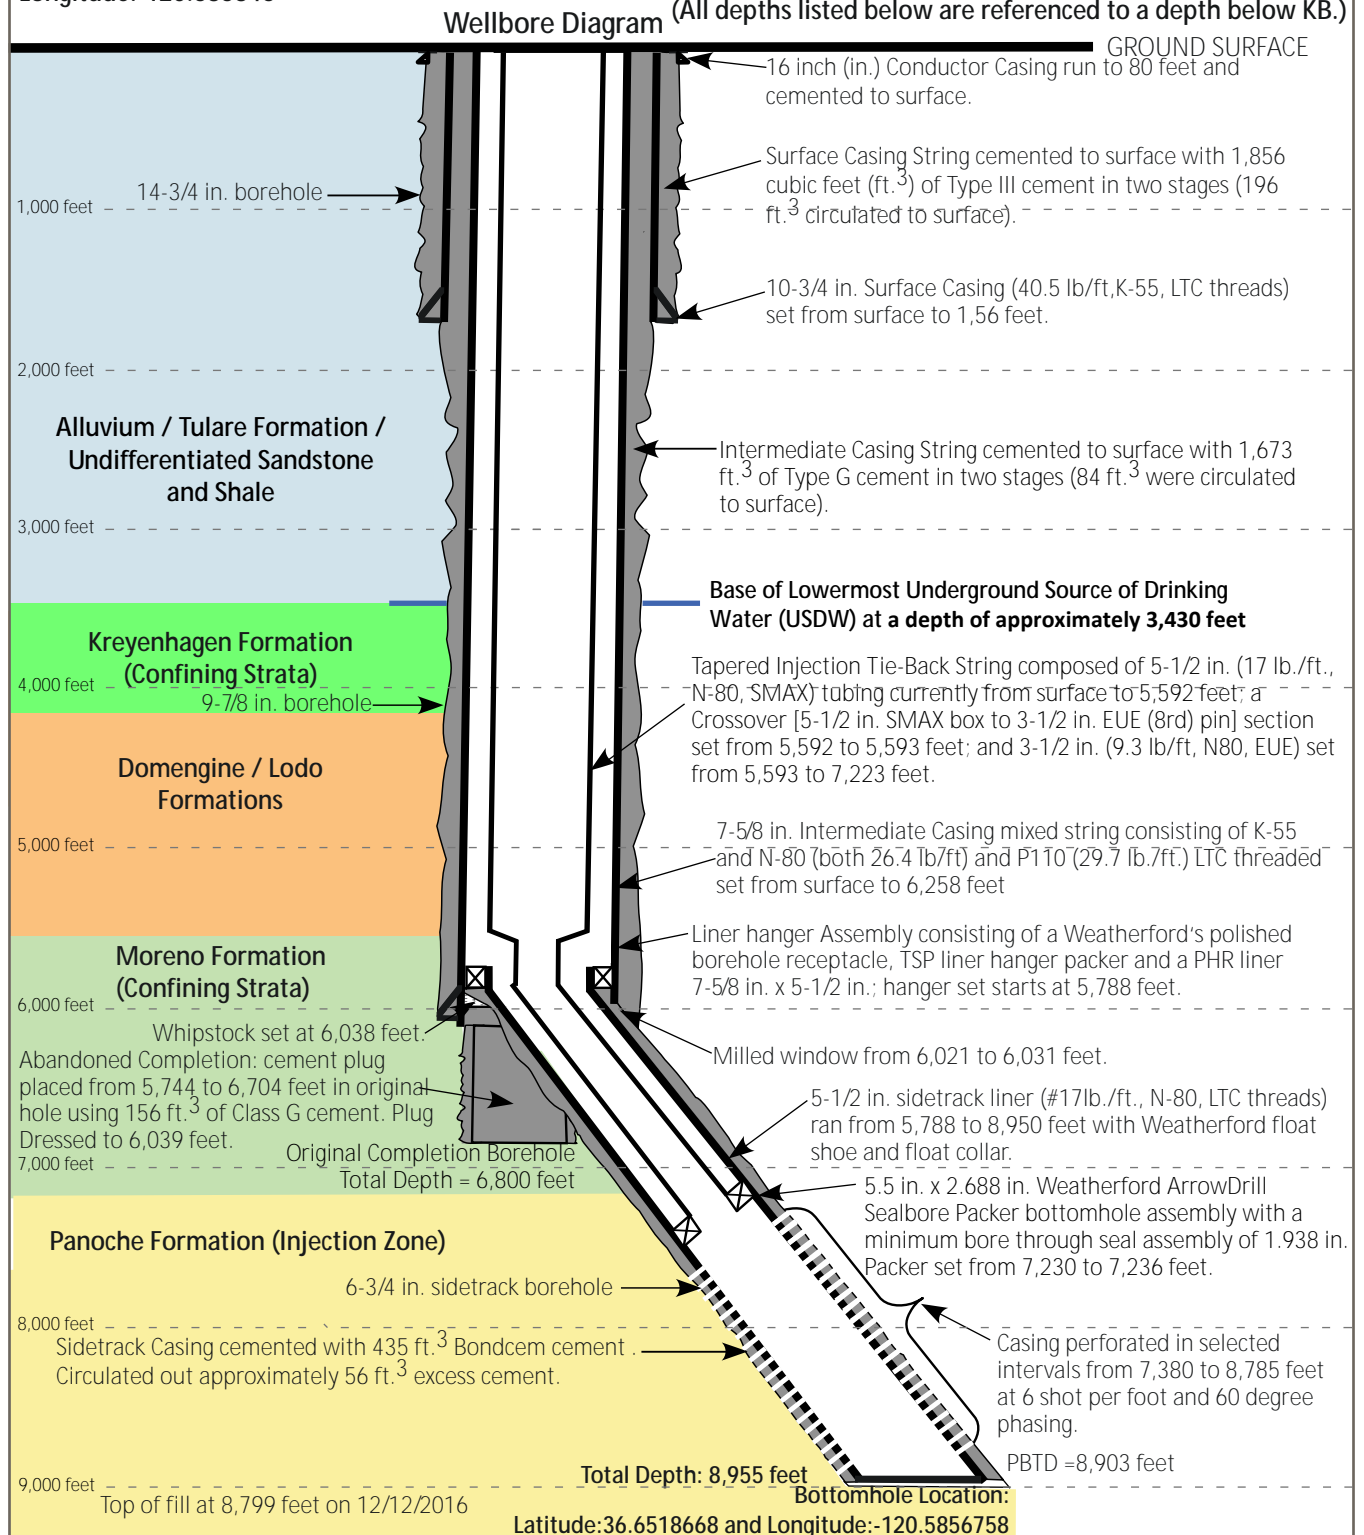 Wellbore Diagram
(All depths listed below are referenced to a depth below KB.)
GROUND SURFACE
16 inch (in.) Conductor Casing run to 80 feet and
cemented to surface.
Surface Casing String cemented to surface with 1,856
cubic feet (ft.3) of Type III cement in two stages (196
ft.3 circulated to surface).
14-3/4 in. borehole
1,000 feet
10-3/4 in. Surface Casing (40.5 lb/ft,K-55, LTC threads)
set from surface to 1,56 feet.
2,000 feet
Alluvium / Tulare Formation /
Undifferentiated Sandstone
and Shale
Intermediate Casing String cemented to surface with 1,673
ft.3 of Type G cement in two stages (84 ft.3 were circulated
to surface).
3,000 feet
Base of Lowermost Underground Source of Drinking
Water (USDW) at a depth of approximately 3,430 feet
Kreyenhagen Formation
(Confining Strata)
4,000 feet
9-7/8 in. borehole
Tapered Injection Tie-Back String composed of 5-1/2 in. (17 lb./ft.,
N-80, SMAX) tubing currently from surface to 5,592 feet; a
Crossover [5-1/2 in. SMAX box to 3-1/2 in. EUE (8rd) pin] section
set from 5,592 to 5,593 feet; and 3-1/2 in. (9.3 lb/ft, N80, EUE) set
from 5,593 to 7,223 feet.
Domengine / Lodo
Formations
5,000 feet
7-5/8 in. Intermediate Casing mixed string consisting of K-55
and N-80 (both 26.4 lb/ft) and P110 (29.7 lb./ft.) LTC threaded
set from surface to 6,258 feet
Moreno Formation
(Confining Strata)
Liner hanger Assembly consisting of a Weatherford's polished
borehole receptacle, TSP liner hanger packer and a PHR liner
7-5/8 in. x 5-1/2 in.; hanger set starts at 5,788 feet.
6,000 feet
Whipstock set at 6,038 feet.
Milled window from 6,021 to 6,031 feet.
Abandoned Completion: cement plug
placed from 5,744 to 6,704 feet in original
hole using 156 ft.3 of Class G cement. Plug
Dressed to 6,039 feet.
5-1/2 in. sidetrack liner (#17lb./ft., N-80, LTC threads)
ran from 5,788 to 8,950 feet with Weatherford float
shoe and float collar.
Original Completion Borehole
Total Depth = 6,800 feet
7,000 feet
5.5 in. x 2.688 in. Weatherford ArrowDrill
Sealbore Packer bottomhole assembly with a
minimum bore through seal assembly of 1.938 in.
Packer set from 7,230 to 7,236 feet.
Panoche Formation (Injection Zone)
6-3/4 in. sidetrack borehole
8,000 feet
Sidetrack Casing cemented with 435 ft.3 Bondcem cement .
Circulated out approximately 56 ft.3 excess cement.
Casing perforated in selected
intervals from 7,380 to 8,785 feet
at 6 shot per foot and 60 degree
phasing.
PBTD =8,903 feet
Total Depth: 8,955 feet
9,000 feet
Top of fill at 8,799 feet on 12/12/2016
Bottomhole Location:
Latitude:36.6518668 and Longitude:-120.5856758